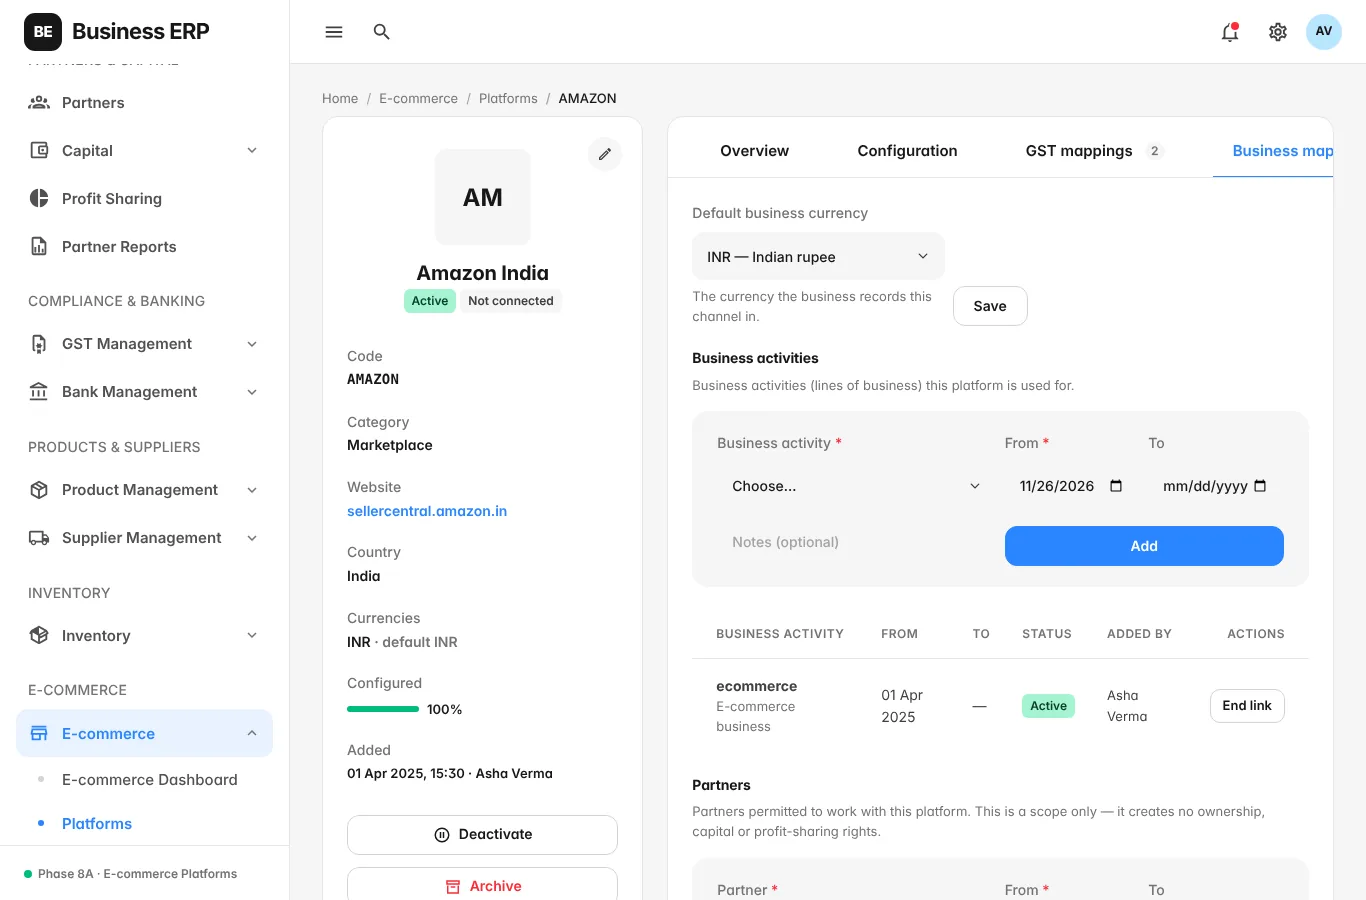 BE Business ERP
Partners
Capital
Profit Sharing
Partner Reports
COMPLIANCE & BANKING
GST Management
Bank Management
PRODUCTS & SUPPLIERS
Product Management
Supplier Management
INVENTORY
Inventory
E-COMMERCE
E-commerce
E-commerce Dashboard
Platforms
Phase 8A · E-commerce Platforms
AV
Home / E-commerce / Platforms / AMAZON
AM
Amazon India
Active Not connected
Code
AMAZON
Category
Marketplace
Website
sellercentral.amazon.in
Country
India
Currencies
INR · default INR
Configured
100%
Added
01 Apr 2025, 15:30 · Asha Verma
Deactivate
Archive
Overview Configuration GST mappings 2 Business map
Default business currency
INR — Indian rupee
The currency the business records this
channel in.
Save
Business activities
Business activities (lines of business) this platform is used for.
Business activity * From * To
Choose... 11/26/2026 mm/dd/yyyy
Notes (optional) Add
BUSINESS ACTIVITY FROM TO STATUS ADDED BY ACTIONS
ecommerce
E-commerce
business
01 Apr
2025
—
Active
Asha
Verma
End link
Partners
Partners permitted to work with this platform. This is a scope only — it creates no ownership,
capital or profit-sharing rights.
Partner * From * To